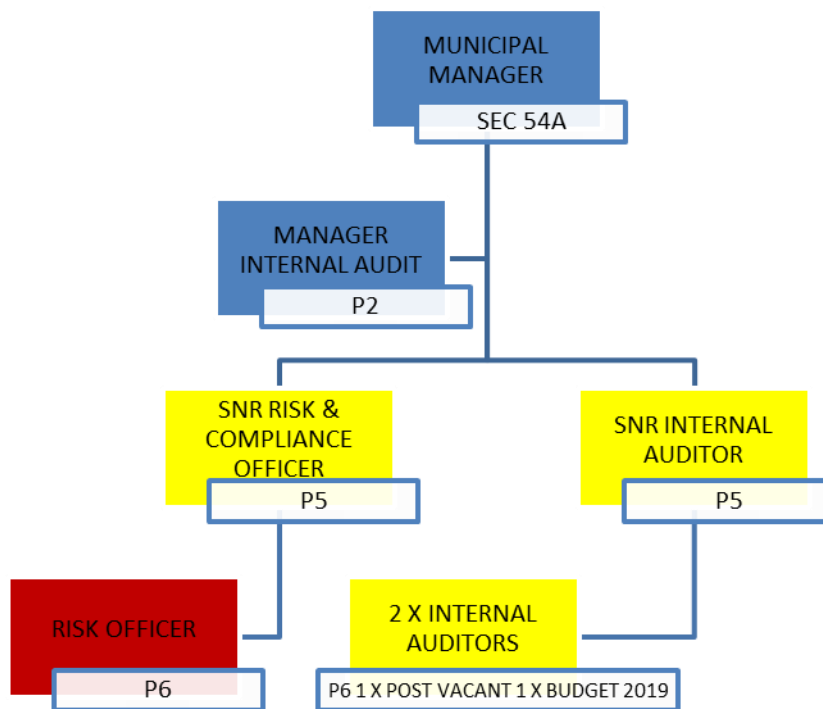 MUNICIPAL
MANAGER
SEC 54A
MANAGER
INTERNAL AUDIT
P2
SNR RISK &
COMPLIANCE
OFFICER
P5
SNR INTERNAL
AUDITOR
P5
RISK OFFICER
P6
2 X INTERNAL
AUDITORS
P6 1 X POST VACANT 1 X BUDGET 2019